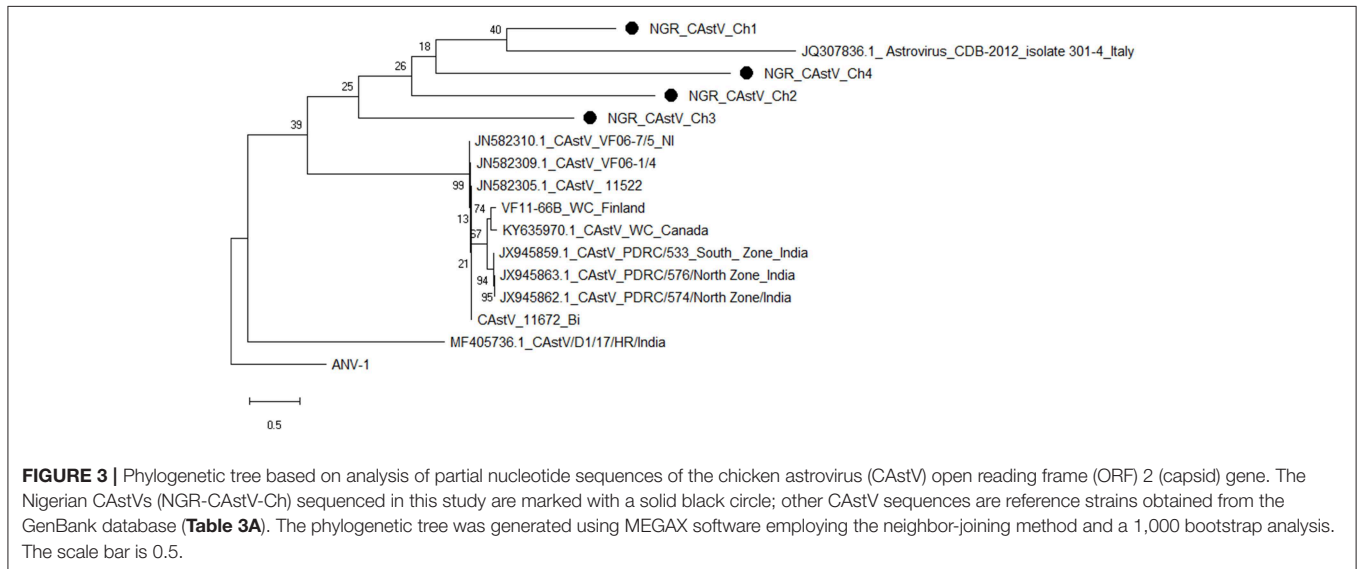 40
NGR_CAstV_Ch1
18
JQ307836.1_ Astrovirus_CDB-2012_isolate 301-4_Italy
26
NGR_CAstV_Ch4
25
NGR_CAstV_Ch2
39
NGR_CAstV_Ch3
JN582310.1_CAstV_VF06-7/5_NI
JN582309.1_CAstV_VF06-1/4
99
JN582305.1_CAstV_ 11522
74
VF11-66B_WC_Finland
13
67
KY635970.1_CAstV_WC_Canada
JX945859.1_CAstV_PDRC/533_South_ Zone_India
21
JX945863.1_CAstV_PDRC/576/North Zone_India
94
95
JX945862.1_CAstV_PDRC/574/North Zone/India
CAstV_11672_Bi
MF405736.1_CAstV/D1/17/HR/India
ANV-1
0.5
FIGURE 3 | Phylogenetic tree based on analysis of partial nucleotide sequences of the chicken astrovirus (CAstV) open reading frame (ORF) 2 (capsid) gene. The
Nigerian CAstVs (NGR-CAstV-Ch) sequenced in this study are marked with a solid black circle; other CAstV sequences are reference strains obtained from the
GenBank database (Table 3A). The phylogenetic tree was generated using MEGAX software employing the neighbor-joining method and a 1,000 bootstrap analysis.
The scale bar is 0.5.